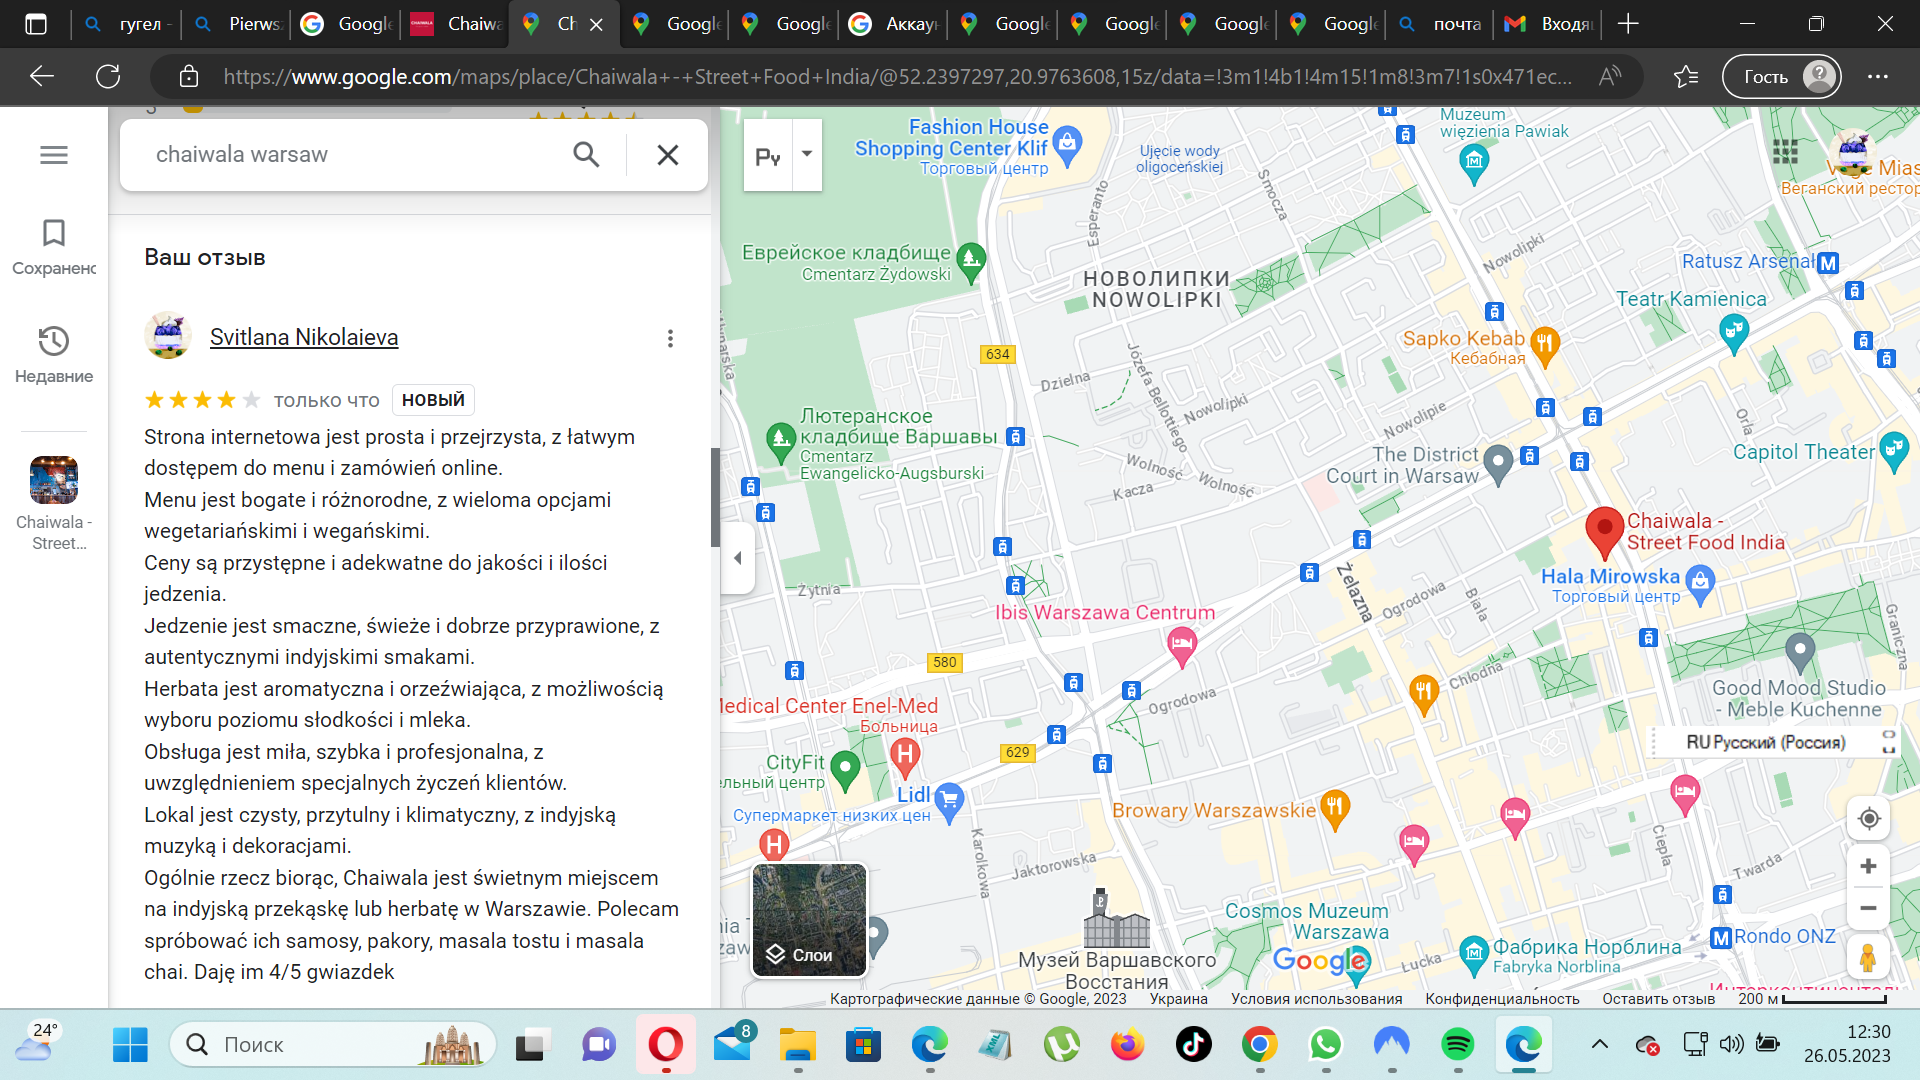 гугел -
Pierwsz
Google
Chaiwa
Ch
Google
Google
Аккаун
Google
Google
Google
Google
почта
Входящ
https://www.google.com/maps/place/Chaiwala+-+Street+Food+India/@52.2397297,20.9763608,15z/data=!3m1!4b1!4m15!1m8!3m7!1s0x471ec...
Гость
chaiwala warsaw
Сохранено
Недавние
Chaiwala -
Street...
Ваш отзыв
Svitlana Nikolaieva
только что
НОВЫЙ
Strona internetowa jest prosta i przejrzysta, z łatwym
dostępem do menu i zamówień online.
Menu jest bogate i różnorodne, z wieloma opcjami
wegetariańskimi i wegańskimi.
Ceny są przystępne i adekwatne do jakości i ilości
jedzenia.
Jedzenie jest smaczne, świeże i dobrze przyprawione, z
autentycznymi indyjskimi smakami.
Herbata jest aromatyczna i orzeźwiająca, z możliwością
wyboru poziomu słodkości i mleka.
Obsługa jest miła, szybka i profesjonalna, z
uwzględnieniem specjalnych życzeń klientów.
Lokal jest czysty, przytulny i klimatyczny, z indyjską
muzyką i dekoracjami.
Ogólnie rzecz biorąc, Chaiwala jest świetnym miejscem
na indyjską przekąskę lub herbatę w Warszawie. Polecam
spróbować ich samosy, pakory, masala tostu i masala
chai. Daję im 4/5 gwiazdek
Fashion House
Shopping Center Klif
Торговый центр
Ujęcie wody
oligoceńskiej
Muzeum
więzienia Pawiak
Веганский рестор
Esperanto
Smocza
Еврейское кладбище
Cmentarz Żydowski
НОВОЛИПКИ
NOWOLIPKI
Nowolipki
Ratusz Arsenał
Teatr Kamienica
Sapko Kebab
Кебабная
634
Dzielna
Józefa Bellottiego
Nowolipki
Nowolipie
Orla
Лютеранское
кладбище Варшавы
Cmentarz
Ewangelicko-Augsburski
The District
Court in Warsaw
Capitol Theater
Wolność
Wolność
Kacza
Chaiwala -
Street Food India
Hala Mirowska
Торговый центр
Żytnia
Żelazna
Ogrodowa
Biała
Graniczna
Ibis Warszawa Centrum
580
Chłodna
Ogrodowa
Good Mood Studio
- Meble Kuchenne
Medical Center Enel-Med
Больница
629
RU Русский (Россия)
CityFit
ельный центр
Lidl
Супермаркет низких цен
Browary Warszawskie
Karolkowa
Jaktorowska
Ciepła
Twarda
Cosmos Muzeum
Warszawa
Rondo ONZ
Музей Варшавского
Восстания
Фабрика Норблина
Fabryka Norblina
Łucka
Интерконтиненталь
Слои
Google
Картографические данные © Google, 2023
Украина
Условия использования
Конфиденциальность
Оставить отзыв
200 м
24°
Поиск
8
12:30
26.05.2023